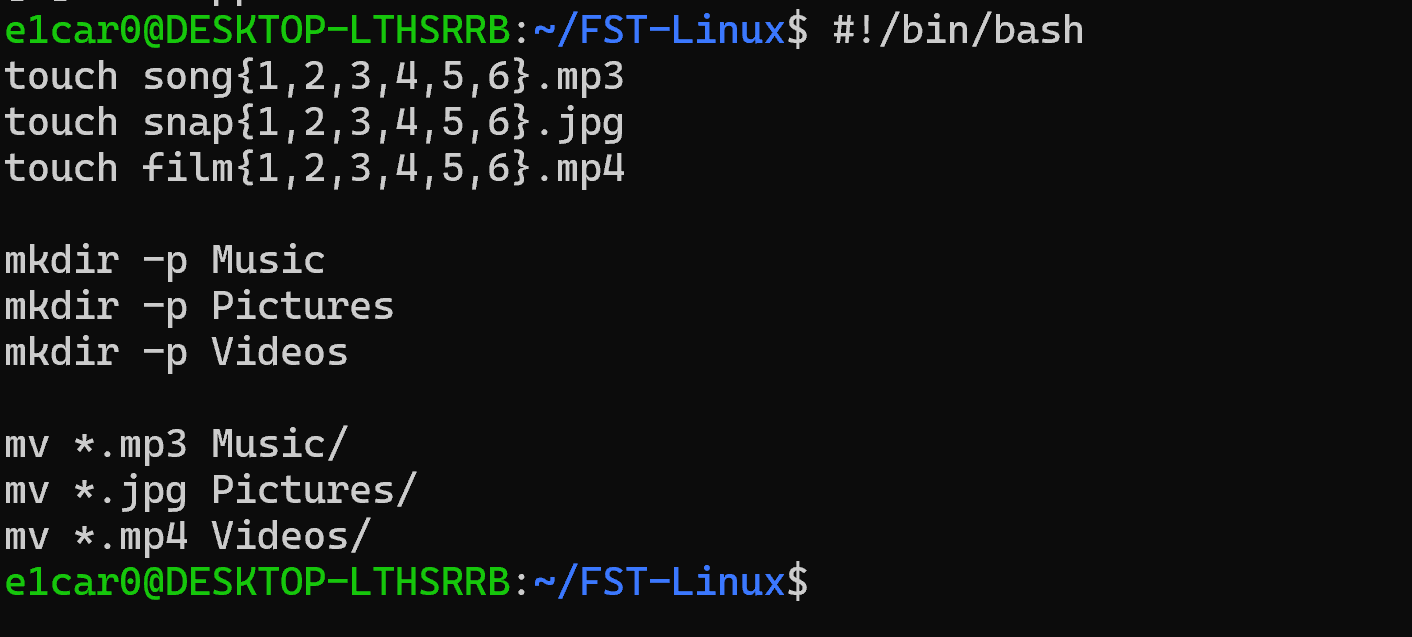 e1car0@DESKTOP-LTHSRRB:~/FST-Linux$ #!/bin/bash
touch song{1,2,3,4,5,6}.mp3
touch snap{1,2,3,4,5,6}.jpg
touch film{1,2,3,4,5,6}.mp4

mkdir -p Music
mkdir -p Pictures
mkdir -p Videos

mv *.mp3 Music/
mv *.jpg Pictures/
mv *.mp4 Videos/
e1car0@DESKTOP-LTHSRRB:~/FST-Linux$